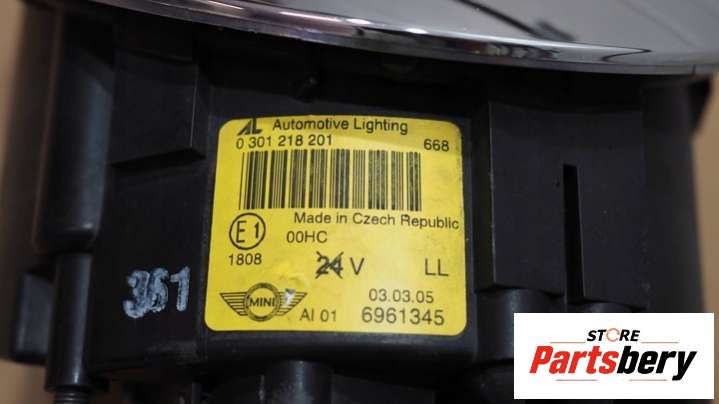 AL Automotive Lighting
0 301 218 201 668
Made in Czech Republic
E1 00HC
1808 24 V LL
MINI 03.03.05
AI 01 6961345
361
STORE
Partsbery